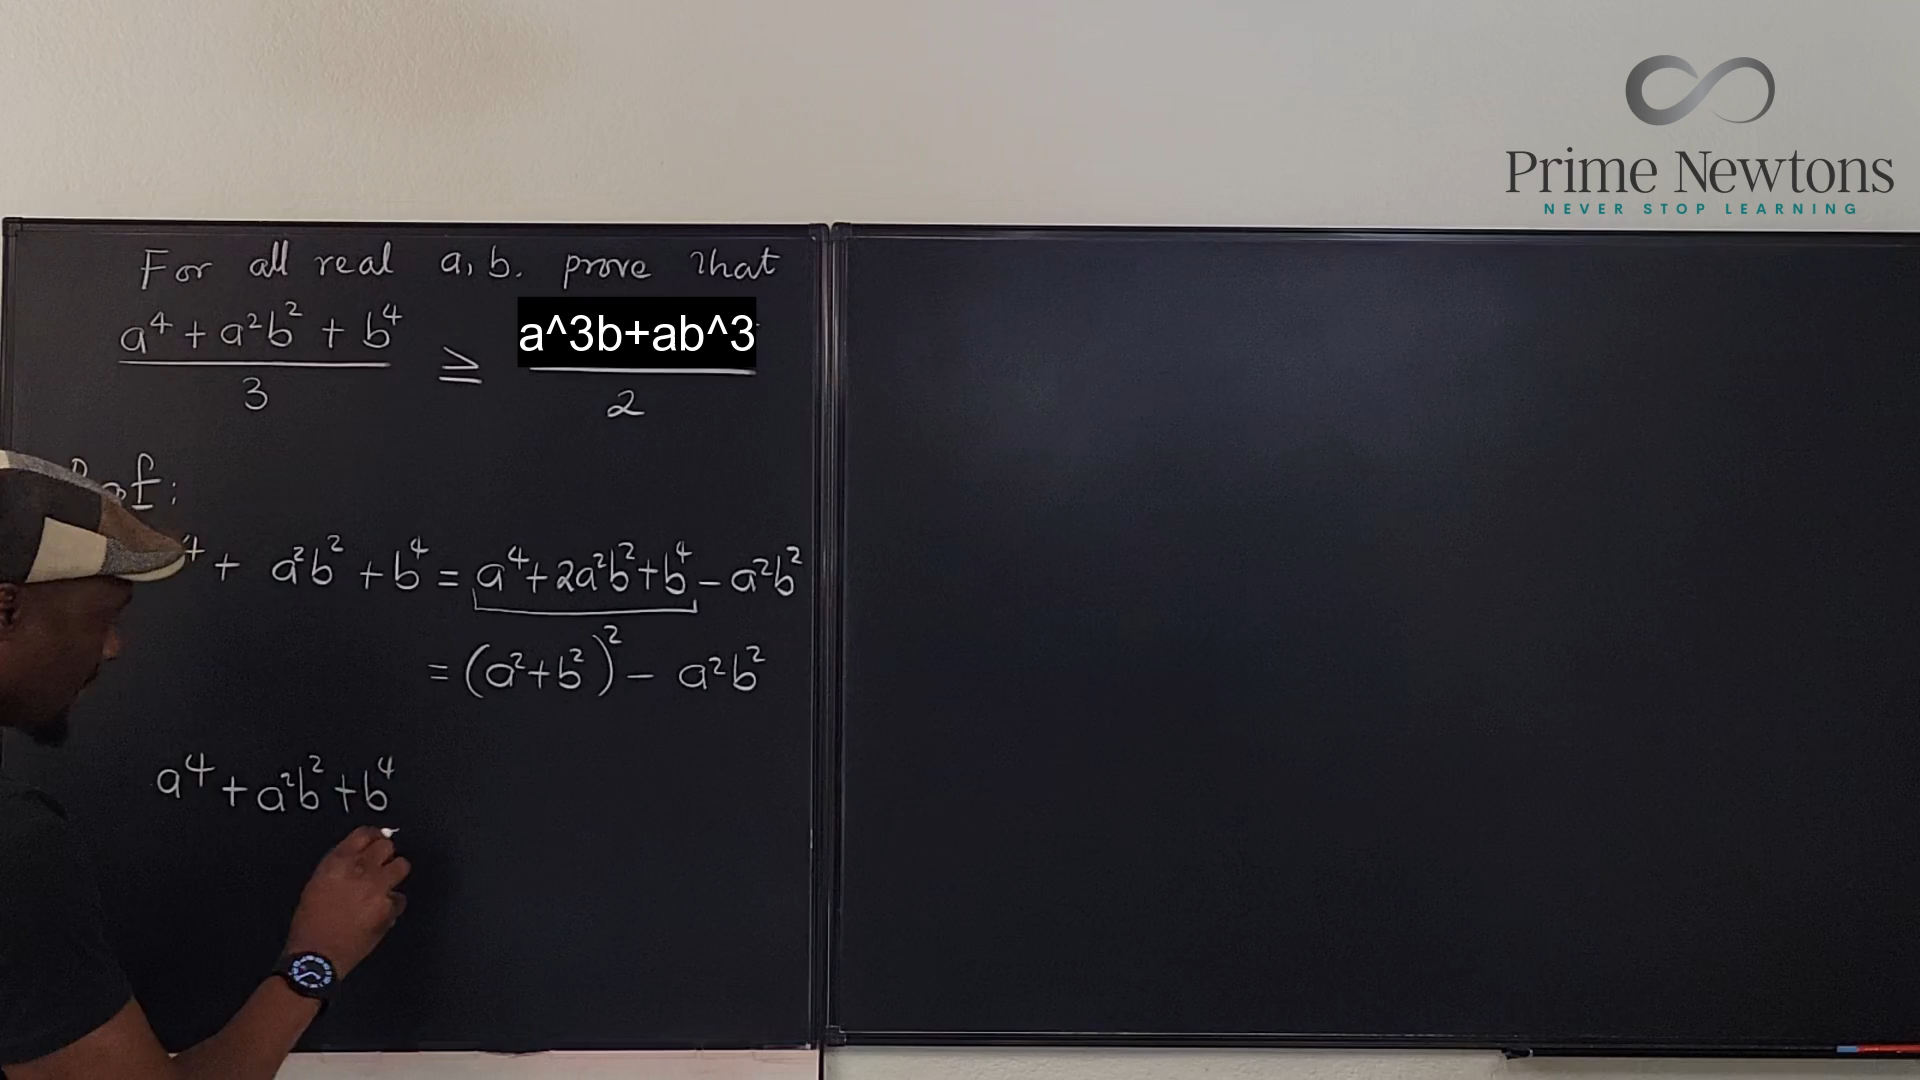 Prime Newtons
NEVER STOP LEARNING
For all real a, b. prove that
a⁴ + a²b² + b⁴ / 3 ≥ a^3b+ab^3 / 2
⁴ + a²b² + b⁴ = a⁴ + 2a²b² + b⁴ - a²b²
= (a² + b²)² - a²b²
a⁴ + a²b² + b⁴